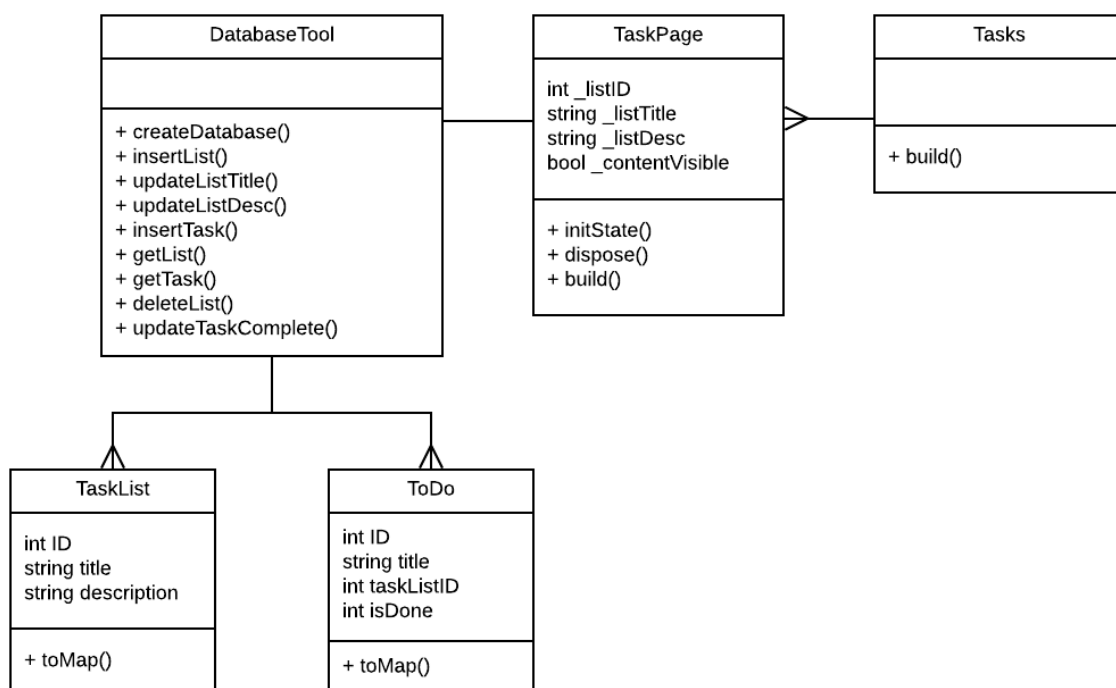 DatabaseTool
+ createDatabase()
+ insertList()
+ updateListTitle()
+ updateListDesc()
+ insertTask()
+ getList()
+ getTask()
+ deleteList()
+ updateTaskComplete()
TaskPage
int _listID
string _listTitle
string _listDesc
bool _contentVisible
+ initState()
+ dispose()
+ build()
Tasks
+ build()
TaskList
int ID
string title
string description
+ toMap()
ToDo
int ID
string title
int taskListID
int isDone
+ toMap()